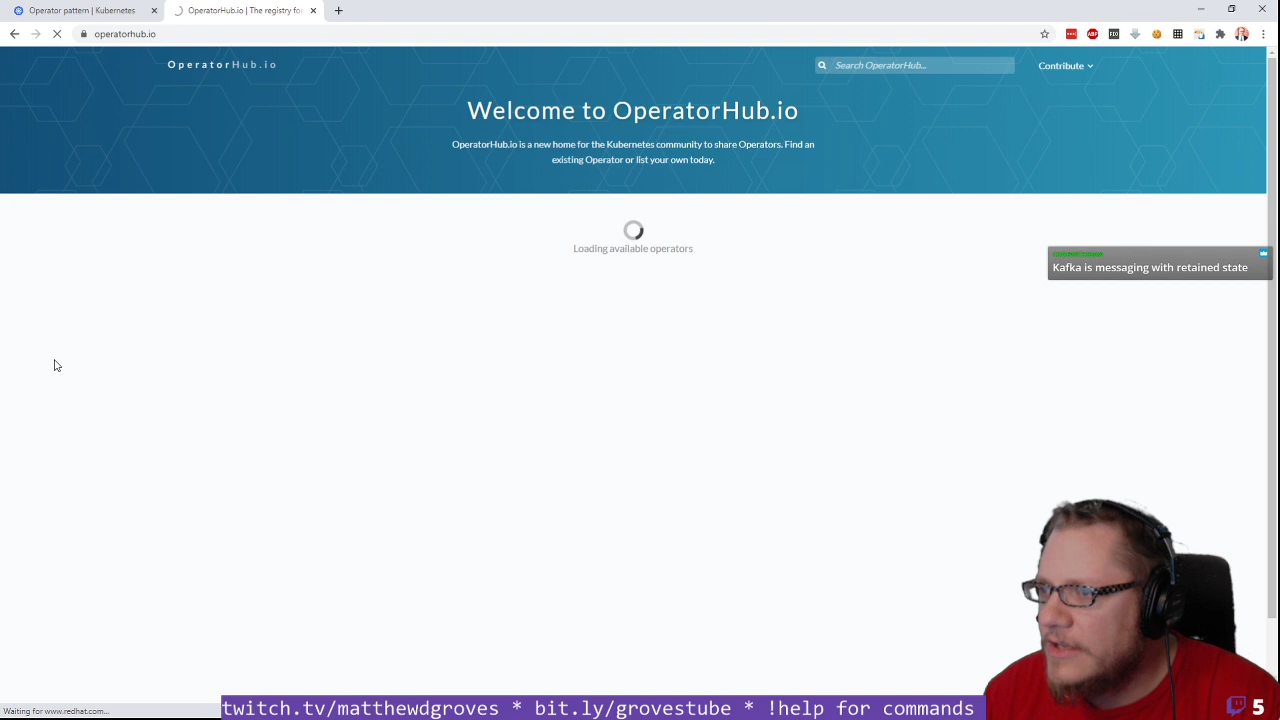 Operator pattern | Kubernetes
OperatorHub.io | The registry for
operatorhub.io
OperatorHub.io
Search OperatorHub...
Contribute
Welcome to OperatorHub.io
OperatorHub.io is a new home for the Kubernetes community to share Operators. Find an
existing Operator or list your own today.
Loading available operators
Kafka is messaging with retained state
Waiting for www.redhat.com...
twitch.tv/matthewdgroves * bit.ly/grovestube * !help for commands
5